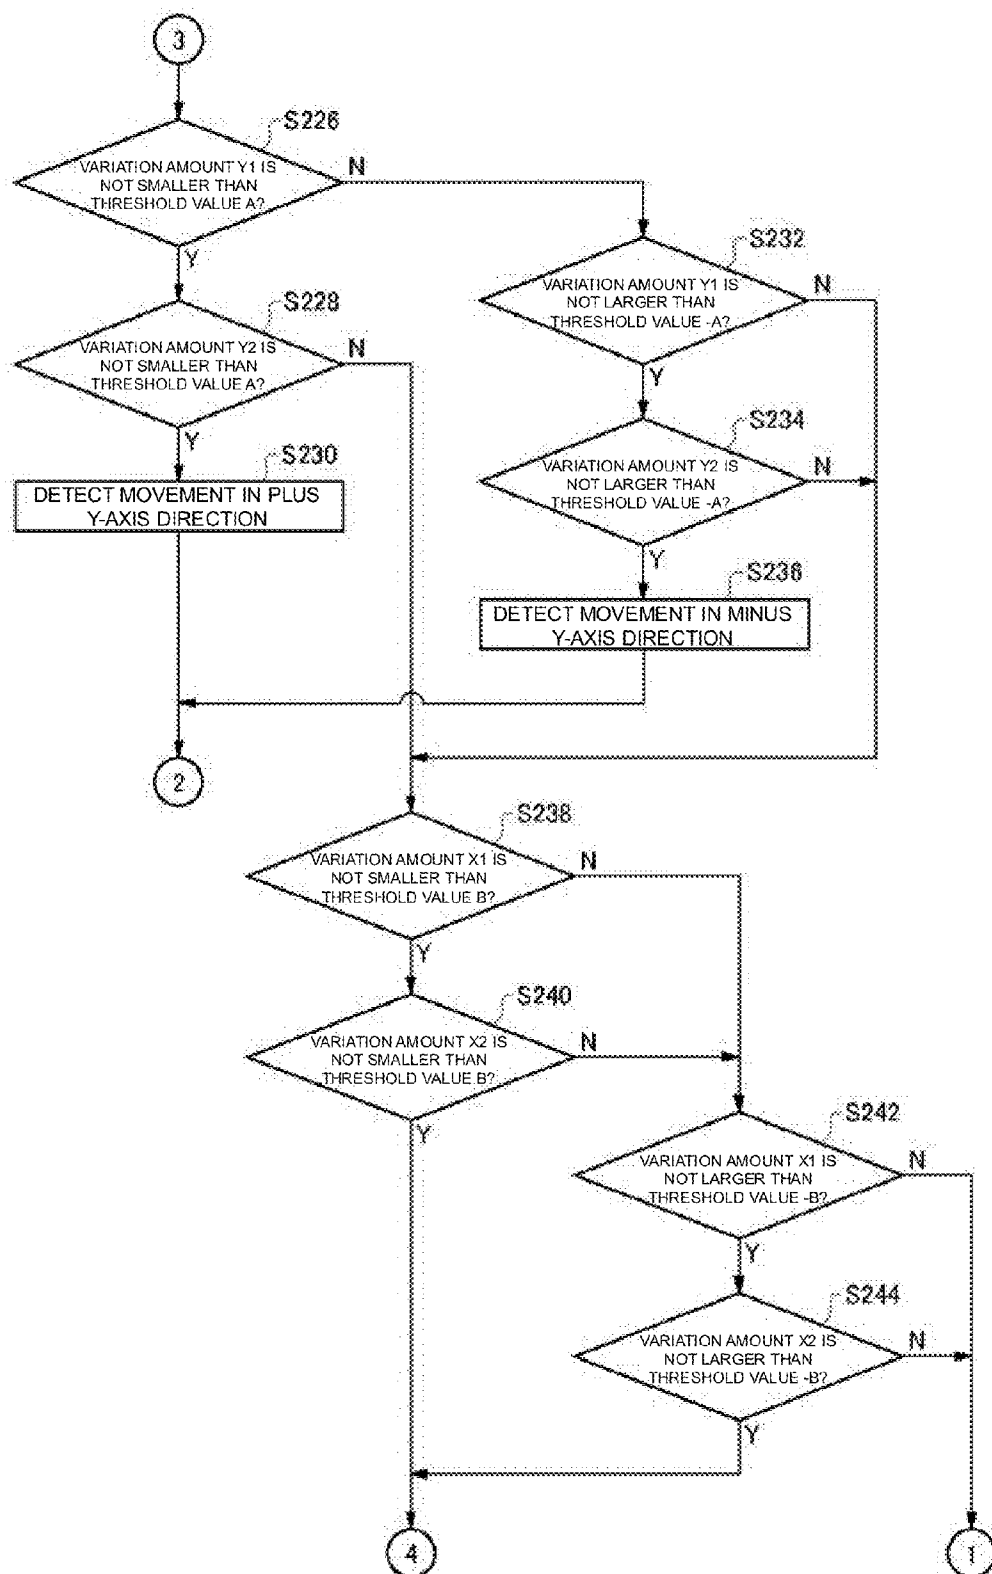 3
S226
VARIATION AMOUNT Y1 IS
NOT SMALLER THAN
THRESHOLD VALUE A?
N
Y
S232
VARIATION AMOUNT Y1 IS
NOT LARGER THAN
THRESHOLD VALUE -A?
N
Y
S228
VARIATION AMOUNT Y2 IS
NOT SMALLER THAN
THRESHOLD VALUE A?
N
Y
S234
VARIATION AMOUNT Y2 IS
NOT LARGER THAN
THRESHOLD VALUE -A?
N
Y
S230
DETECT MOVEMENT IN PLUS
Y-AXIS DIRECTION
S236
DETECT MOVEMENT IN MINUS
Y-AXIS DIRECTION
2
S238
VARIATION AMOUNT X1 IS
NOT SMALLER THAN
THRESHOLD VALUE B?
N
Y
S240
VARIATION AMOUNT X2 IS
NOT SMALLER THAN
THRESHOLD VALUE B?
N
Y
S242
VARIATION AMOUNT X1 IS
NOT LARGER THAN
THRESHOLD VALUE -B?
N
Y
S244
VARIATION AMOUNT X2 IS
NOT LARGER THAN
THRESHOLD VALUE -B?
N
Y
4
1